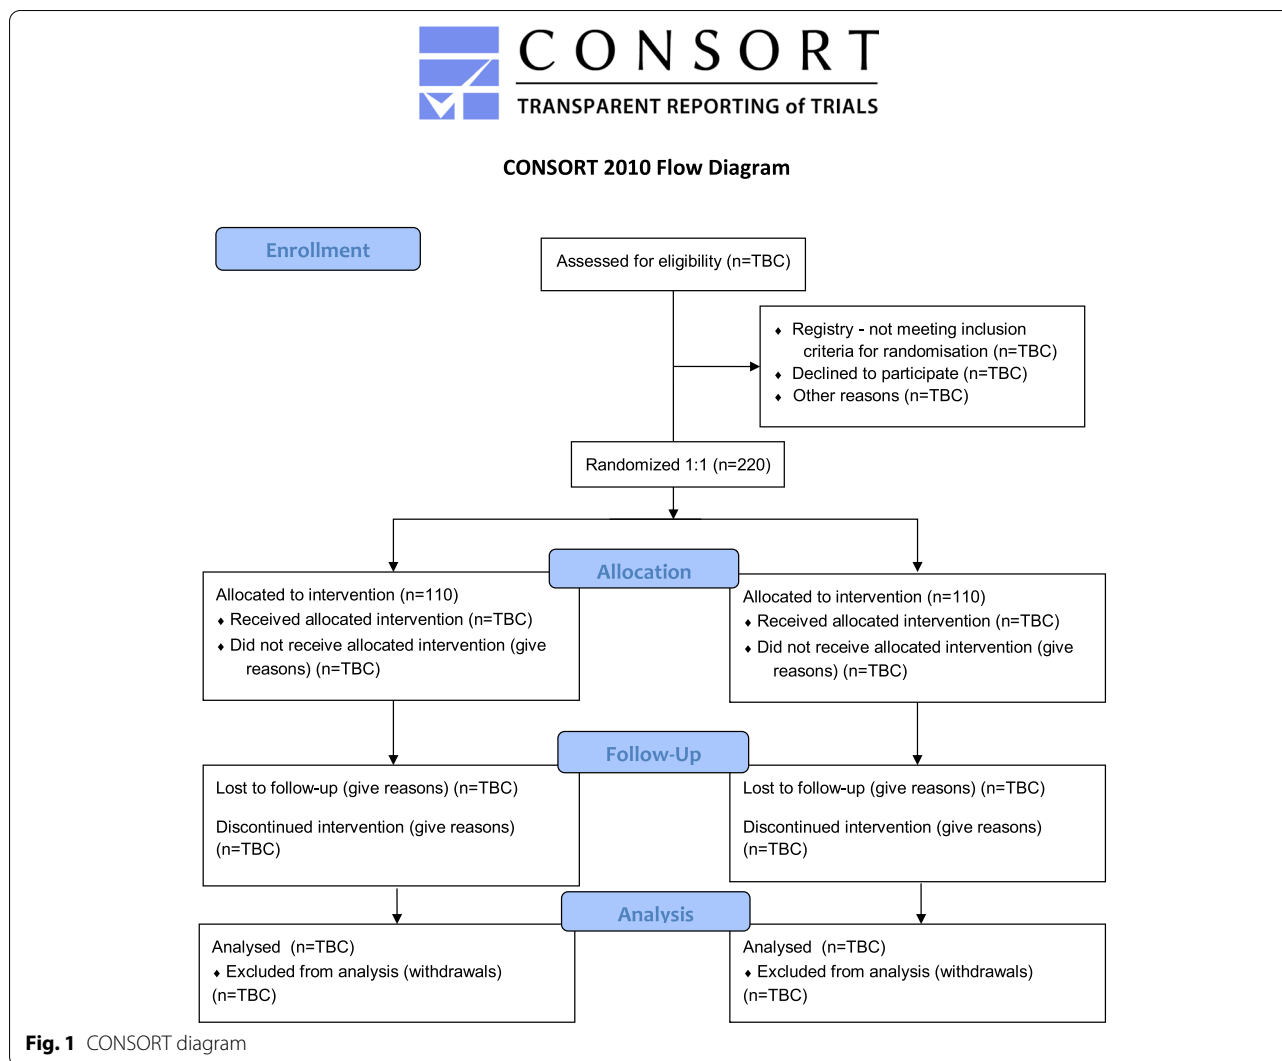 CONSORT
TRANSPARENT REPORTING of TRIALS
CONSORT 2010 Flow Diagram
Enrollment
Assessed for eligibility (n=TBC)
♦ Registry - not meeting inclusion
criteria for randomisation (n=TBC)
♦ Declined to participate (n=TBC)
♦ Other reasons (n=TBC)
Randomized 1:1 (n=220)
Allocation
Allocated to intervention (n=110)
♦ Received allocated intervention (n=TBC)
♦ Did not receive allocated intervention (give
reasons) (n=TBC)
Allocated to intervention (n=110)
♦ Received allocated intervention (n=TBC)
♦ Did not receive allocated intervention (give
reasons) (n=TBC)
Follow-Up
Lost to follow-up (give reasons) (n=TBC)
Discontinued intervention (give reasons)
(n=TBC)
Lost to follow-up (give reasons) (n=TBC)
Discontinued intervention (give reasons)
(n=TBC)
Analysis
Analysed (n=TBC)
♦ Excluded from analysis (withdrawals)
(n=TBC)
Analysed (n=TBC)
♦ Excluded from analysis (withdrawals)
(n=TBC)
Fig. 1 CONSORT diagram